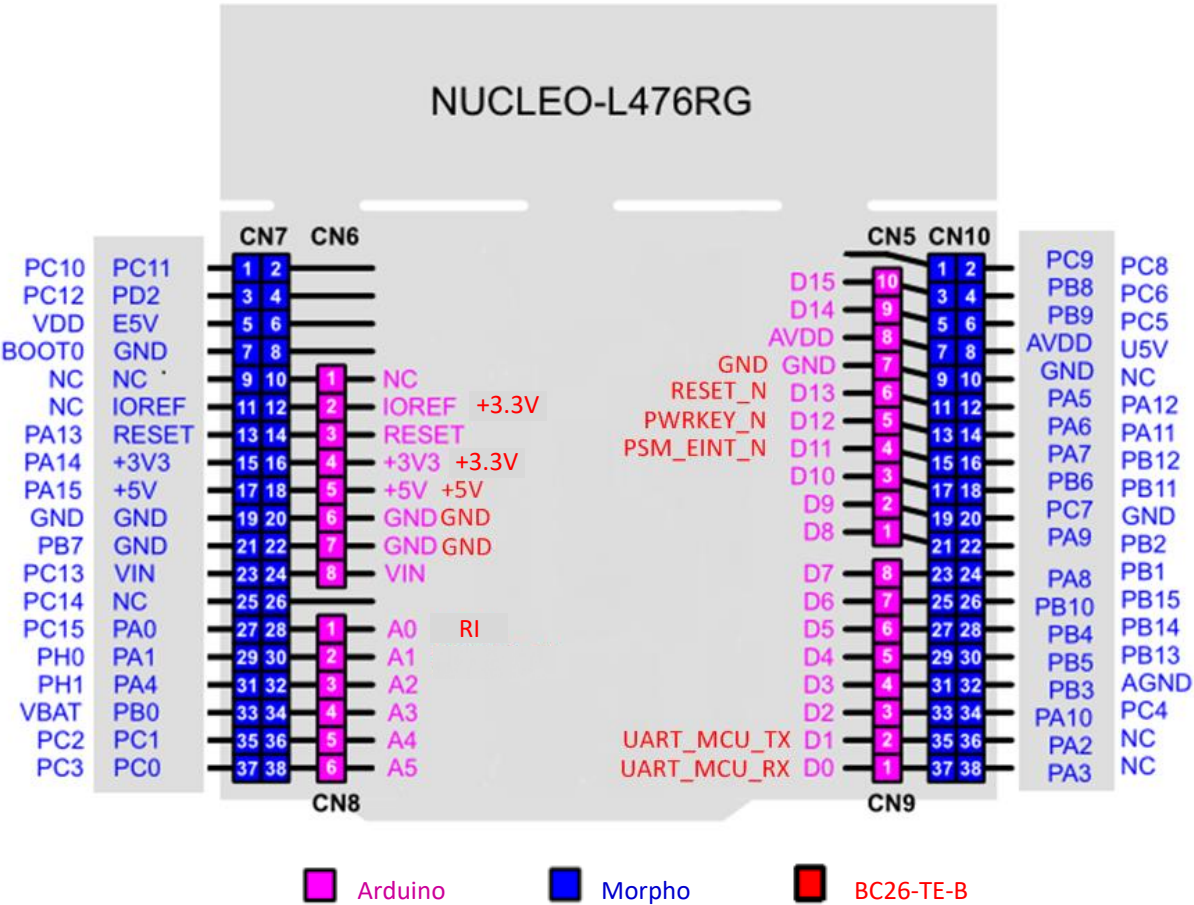 NUCLEO-L476RG
CN7 CN6 CN5 CN10
PC10 PC11 1 2 1 2 PC9 PC8
D15 10
PC12 PD2 3 4 3 4 PB8 PC6
D14 9
VDD E5V 5 6 5 6 PB9 PC5
AVDD 8
BOOT0 GND 7 8 7 8 AVDD U5V
GND GND 7
NC NC 9 10 1 NC 9 10 GND NC
RESET_N D13 6
NC IOREF 11 12 2 IOREF +3.3V 11 12 PA5 PA12
PWRKEY_N D12 5
PA13 RESET 13 14 3 RESET 13 14 PA6 PA11
PSM_EINT_N D11 4
PA14 +3V3 15 16 4 +3V3 +3.3V 15 16 PA7 PB12
D10 3
PA15 +5V 17 18 5 +5V +5V 17 18 PB6 PB11
D9 2
GND GND 19 20 6 GND GND 19 20 PC7 GND
D8 1
PB7 GND 21 22 7 GND GND 21 22 PA9 PB2
PC13 VIN 23 24 8 VIN D7 8 23 24 PA8 PB1
PC14 NC 25 26 D6 7 25 26 PB10 PB15
PC15 PA0 27 28 1 A0 RI D5 6 27 28 PB4 PB14
PH0 PA1 29 30 2 A1 D4 5 29 30 PB5 PB13
PH1 PA4 31 32 3 A2 D3 4 31 32 PB3 AGND
VBAT PB0 33 34 4 A3 D2 3 33 34 PA10 PC4
PC2 PC1 35 36 5 A4 UART_MCU_TX D1 2 35 36 PA2 NC
PC3 PC0 37 38 6 A5 UART_MCU_RX D0 1 37 38 PA3 NC
CN8 CN9
Arduino Morpho BC26-TE-B